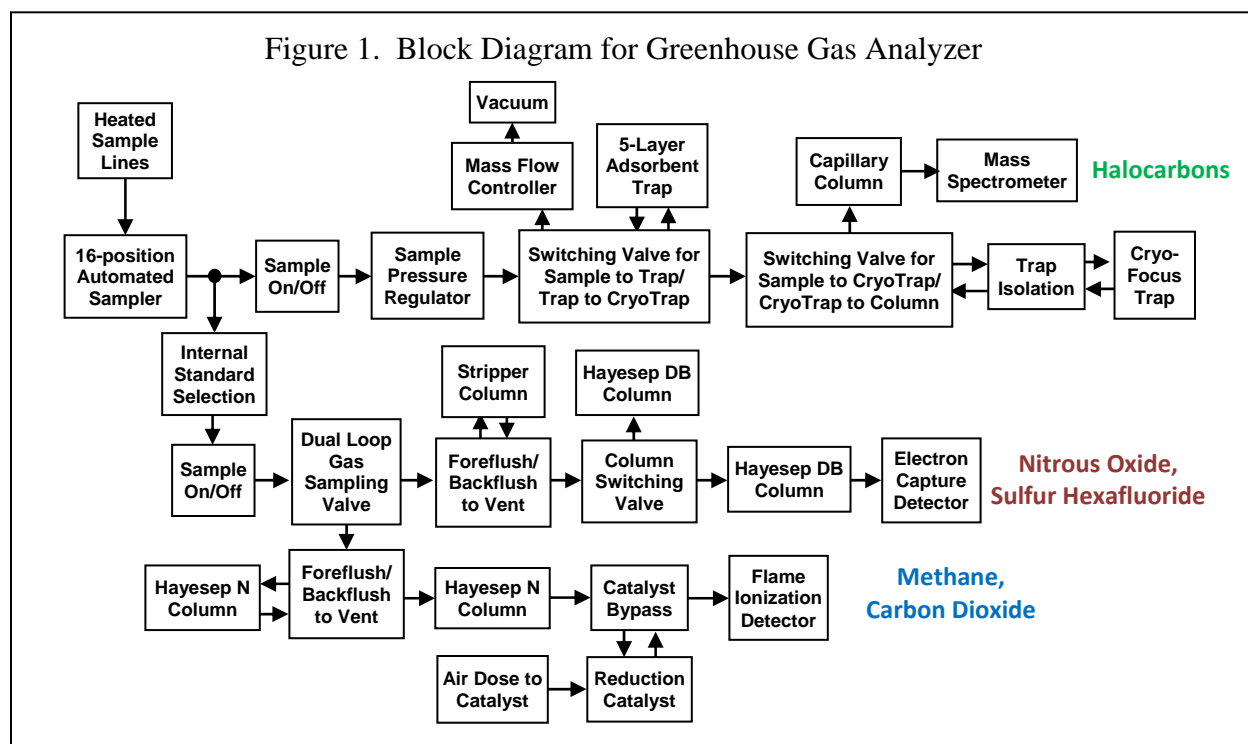 Figure 1. Block Diagram for Greenhouse Gas Analyzer
Heated
Sample
Lines
16-position
Automated
Sampler
Sample
On/Off
Sample
Pressure
Regulator
Vacuum
Mass Flow
Controller
5-Layer
Adsorbent
Trap
Switching Valve for
Sample to Trap/
Trap to CryoTrap
Capillary
Column
Mass
Spectrometer
Halocarbons
Switching Valve for
Sample to CryoTrap/
CryoTrap to Column
Trap
Isolation
Cryo-
Focus
Trap
Internal
Standard
Selection
Sample
On/Off
Dual Loop
Gas
Sampling
Valve
Stripper
Column
Foreflush/
Backflush
to Vent
Hayesep DB
Column
Column
Switching
Valve
Hayesep DB
Column
Electron
Capture
Detector
Nitrous Oxide,
Sulfur Hexafluoride
Hayesep N
Column
Foreflush/
Backflush
to Vent
Hayesep N
Column
Catalyst
Bypass
Flame
Ionization
Detector
Methane,
Carbon Dioxide
Air Dose to
Catalyst
Reduction
Catalyst